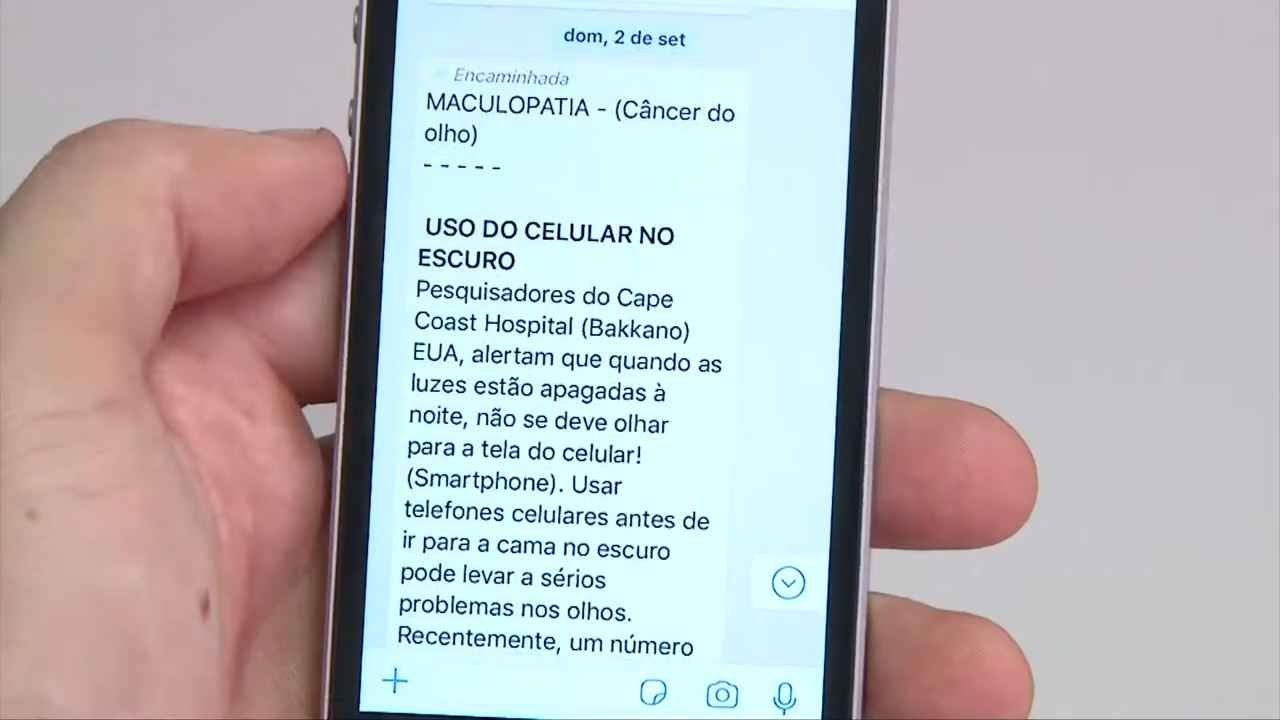 dom, 2 de set
Encaminhada
MACULOPATIA - (Câncer do
olho)
- - - - -
USO DO CELULAR NO
ESCURO
Pesquisadores do Cape
Coast Hospital (Bakkano)
EUA, alertam que quando as
luzes estão apagadas à
noite, não se deve olhar
para a tela do celular!
(Smartphone). Usar
telefones celulares antes de
ir para a cama no escuro
pode levar a sérios
problemas nos olhos.
Recentemente, um número